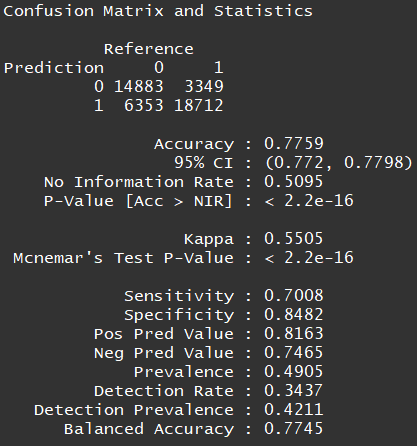 Confusion Matrix and Statistics
Reference
Prediction 0 1
0 14883 3349
1 6353 18712
Accuracy : 0.7759
95% CI : (0.772, 0.7798)
No Information Rate : 0.5095
P-Value [Acc > NIR] : < 2.2e-16
Kappa : 0.5505
Mcnemar's Test P-Value : < 2.2e-16
Sensitivity : 0.7008
Specificity : 0.8482
Pos Pred Value : 0.8163
Neg Pred Value : 0.7465
Prevalence : 0.4905
Detection Rate : 0.3437
Detection Prevalence : 0.4211
Balanced Accuracy : 0.7745